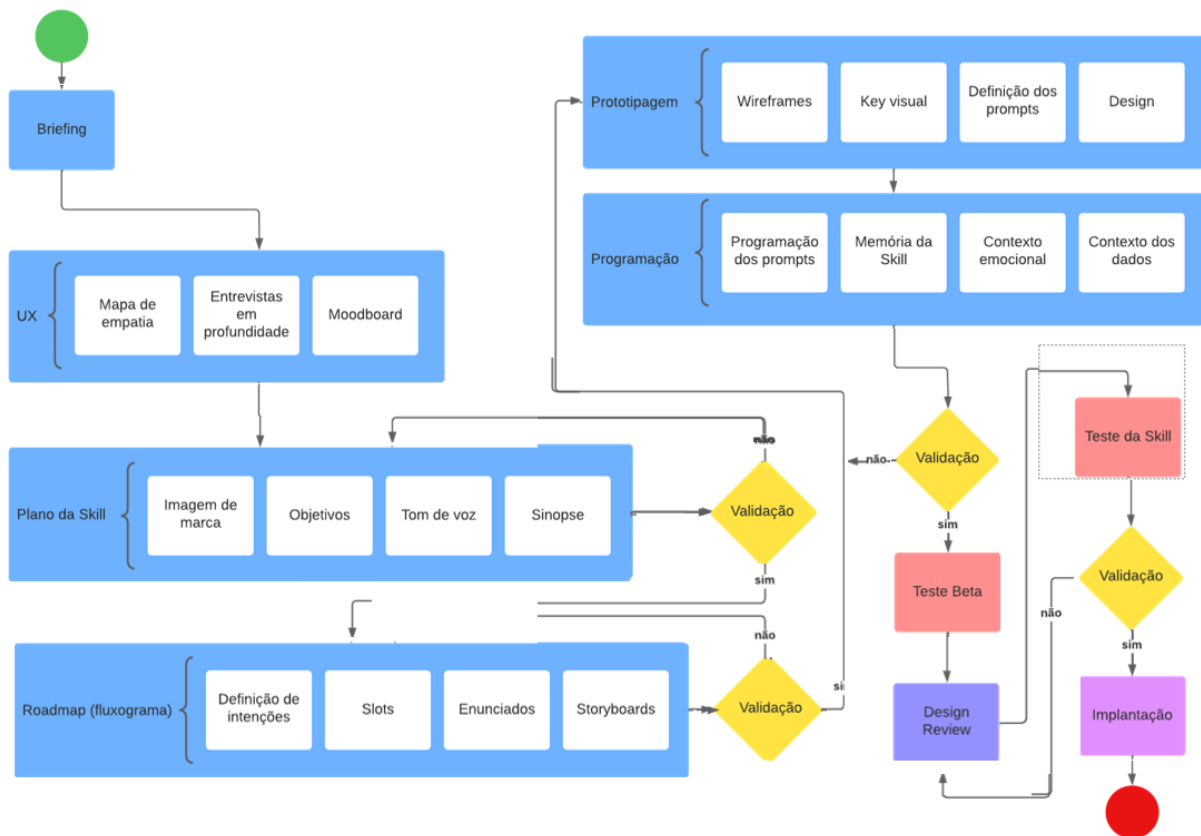 Briefing
UX
Mapa de
empatia
Entrevistas
em
profundidade
Moodboard
Plano da Skill
Imagem de
marca
Objetivos
Tom de voz
Sinopse
não
Validação
sim
Roadmap (fluxograma)
Definição de
intenções
Slots
Enunciados
Storyboards
não
Validação
si
Prototipagem
Wireframes
Key visual
Definição dos
prompts
Design
Programação
Programação
dos prompts
Memória da
Skill
Contexto
emocional
Contexto dos
dados
não
Validação
sim
Teste Beta
Design
Review
Teste da Skill
Validação
não
sim
Implantação